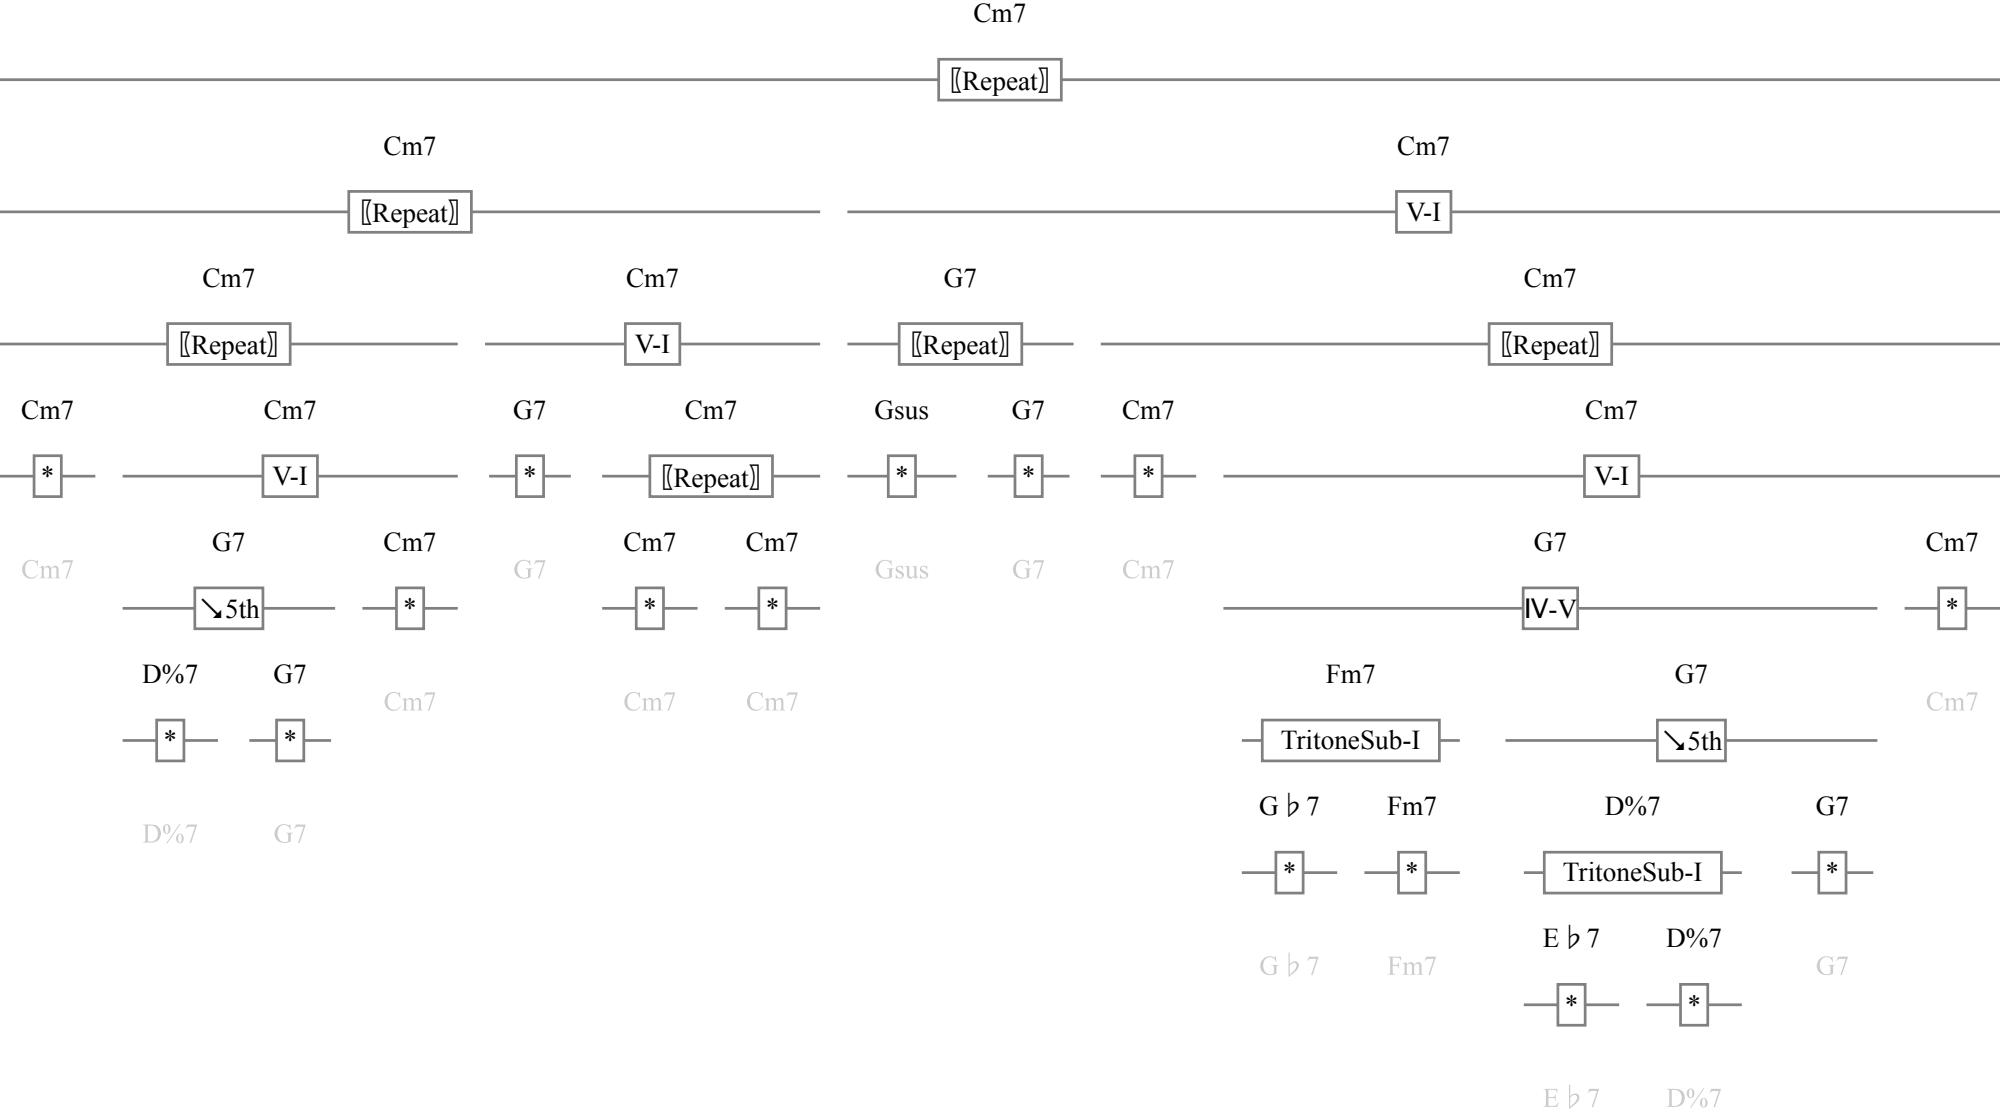 Cm7
⟦Repeat⟧
Cm7 Cm7
⟦Repeat⟧ V-I
Cm7 Cm7 G7 Cm7
⟦Repeat⟧ V-I ⟦Repeat⟧ ⟦Repeat⟧
Cm7 Cm7 G7 Cm7 Gsus G7 Cm7 Cm7
* V-I * ⟦Repeat⟧ * * * V-I
G7 Cm7 Cm7 Cm7 G7 Cm7
Cm7 G7 Gsus G7 Cm7
↘5th * * * Ⅳ-V *
D%7 G7 Fm7 G7
Cm7 Cm7 Cm7 Cm7
* * TritoneSub-I ↘5th
G♭7 Fm7 D%7 G7
D%7 G7
* * TritoneSub-I *
E♭7 D%7
G♭7 Fm7 G7
* *
E♭7 D%7